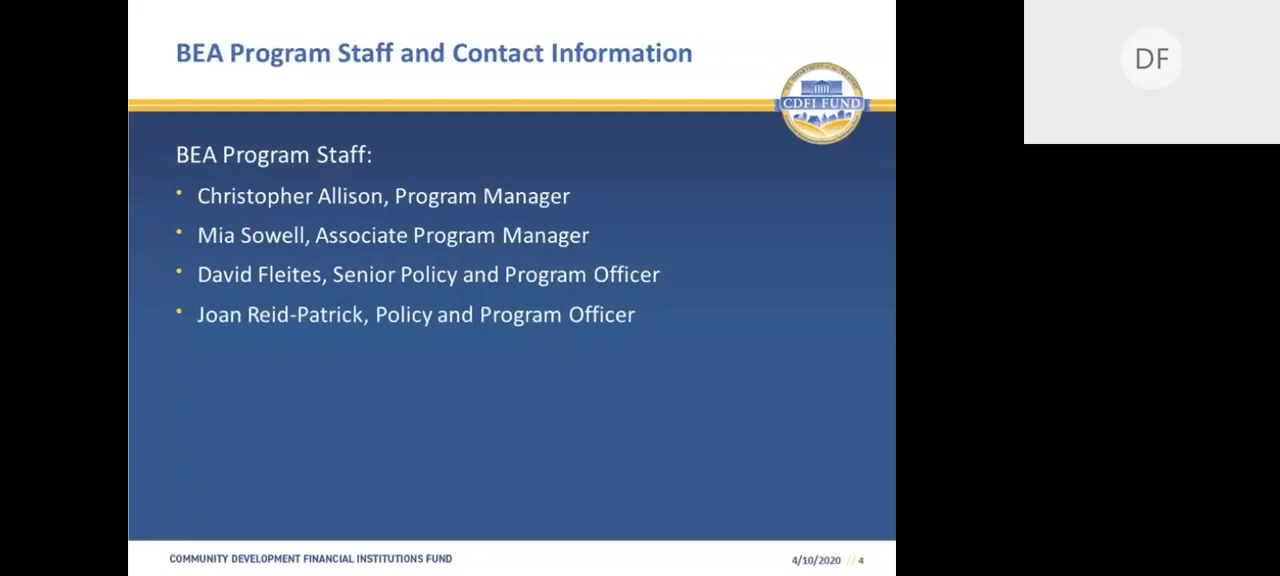 BEA Program Staff and Contact Information
DF
CDFI FUND
BEA Program Staff:
• Christopher Allison, Program Manager
• Mia Sowell, Associate Program Manager
• David Fleites, Senior Policy and Program Officer
• Joan Reid-Patrick, Policy and Program Officer
COMMUNITY DEVELOPMENT FINANCIAL INSTITUTIONS FUND
4/10/2020 // 4